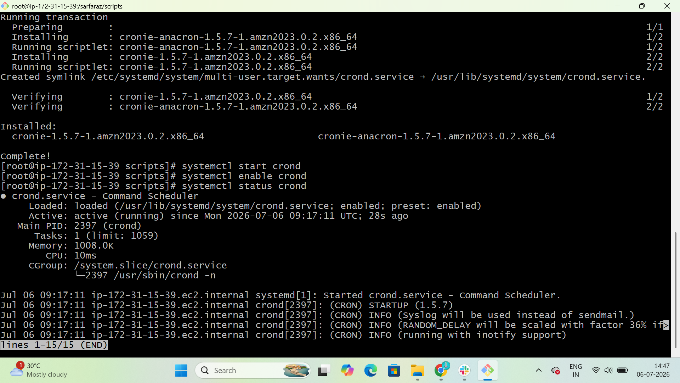 root@ip-172-31-15-39:/sarfaraz/scripts
Running transaction
  Preparing        :                                                                                                  1/1
  Installing       : cronie-anacron-1.5.7-1.amzn2023.0.2.x86_64                                                       1/2
  Running scriptlet: cronie-anacron-1.5.7-1.amzn2023.0.2.x86_64                                                       1/2
  Installing       : cronie-1.5.7-1.amzn2023.0.2.x86_64                                                               2/2
  Running scriptlet: cronie-1.5.7-1.amzn2023.0.2.x86_64                                                               2/2
Created symlink /etc/systemd/system/multi-user.target.wants/crond.service → /usr/lib/systemd/system/crond.service.
  Verifying        : cronie-1.5.7-1.amzn2023.0.2.x86_64                                                               1/2
  Verifying        : cronie-anacron-1.5.7-1.amzn2023.0.2.x86_64                                                       2/2
Installed:
  cronie-1.5.7-1.amzn2023.0.2.x86_64                          cronie-anacron-1.5.7-1.amzn2023.0.2.x86_64
Complete!
[root@ip-172-31-15-39 scripts]# systemctl start crond
[root@ip-172-31-15-39 scripts]# systemctl enable crond
[root@ip-172-31-15-39 scripts]# systemctl status crond
● crond.service - Command Scheduler
     Loaded: loaded (/usr/lib/systemd/system/crond.service; enabled; preset: enabled)
     Active: active (running) since Mon 2026-07-06 09:17:11 UTC; 28s ago
   Main PID: 2397 (crond)
      Tasks: 1 (limit: 1059)
     Memory: 1008.0K
        CPU: 10ms
     CGroup: /system.slice/crond.service
             └─2397 /usr/sbin/crond -n
Jul 06 09:17:11 ip-172-31-15-39.ec2.internal systemd[1]: Started crond.service - Command Scheduler.
Jul 06 09:17:11 ip-172-31-15-39.ec2.internal crond[2397]: (CRON) STARTUP (1.5.7)
Jul 06 09:17:11 ip-172-31-15-39.ec2.internal crond[2397]: (CRON) INFO (Syslog will be used instead of sendmail.)
Jul 06 09:17:11 ip-172-31-15-39.ec2.internal crond[2397]: (CRON) INFO (RANDOM_DELAY will be scaled with factor 36% if>
Jul 06 09:17:11 ip-172-31-15-39.ec2.internal crond[2397]: (CRON) INFO (running with inotify support)
lines 1-15/15 (END)
30°C
Mostly cloudy
Search
ENG
IN
14:47
06-07-2026